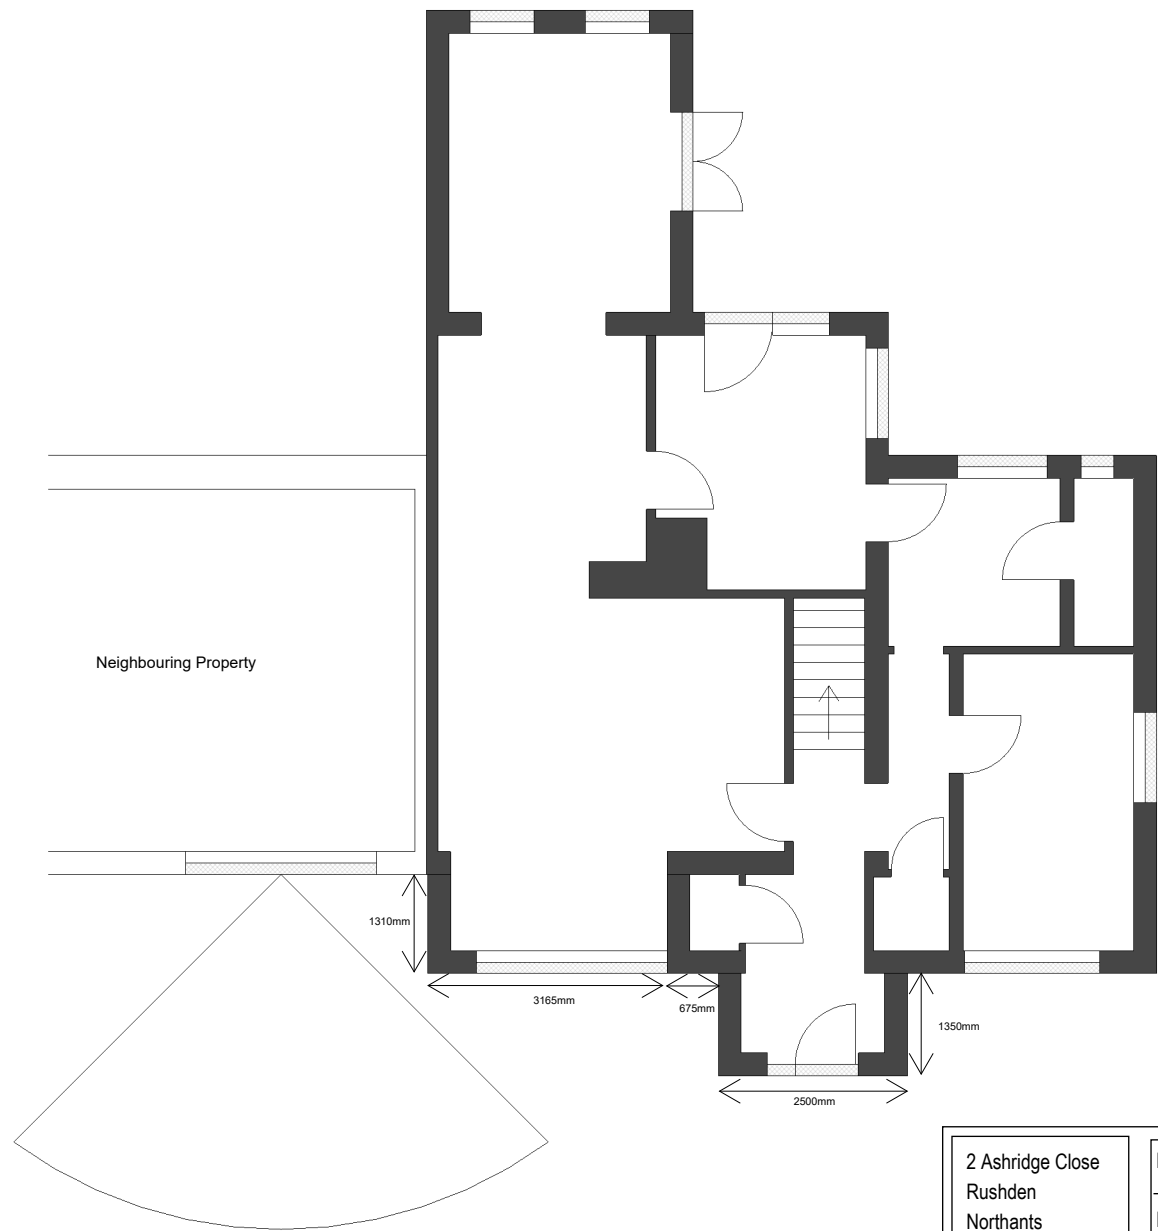 Neighbouring Property
1310mm
3165mm
675mm
1350mm
2500mm
2 Ashridge Close
Rushden
Northants